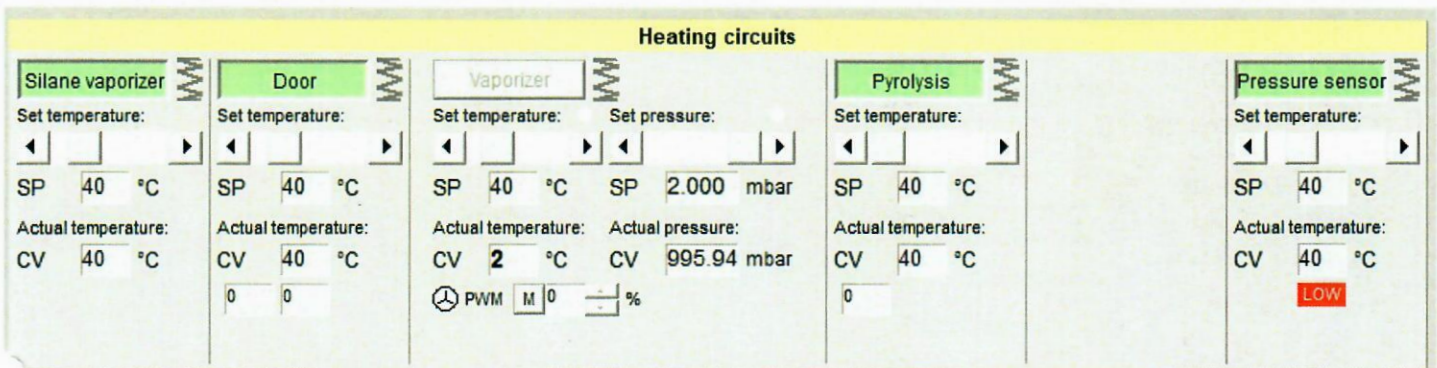 Heating circuits
Silane vaporizer
Set temperature:
SP 40 °C
Actual temperature:
CV 40 °C
Door
Set temperature:
SP 40 °C
Actual temperature:
CV 40 °C
0 0
Vaporizer
Set temperature: Set pressure:
SP 40 °C SP 2.000 mbar
Actual temperature: Actual pressure:
CV 2 °C CV 995.94 mbar
PWM M 0 %
Pyrolysis
Set temperature:
SP 40 °C
Actual temperature:
CV 40 °C
0
Pressure sensor
Set temperature:
SP 40 °C
Actual temperature:
CV 40 °C
LOW